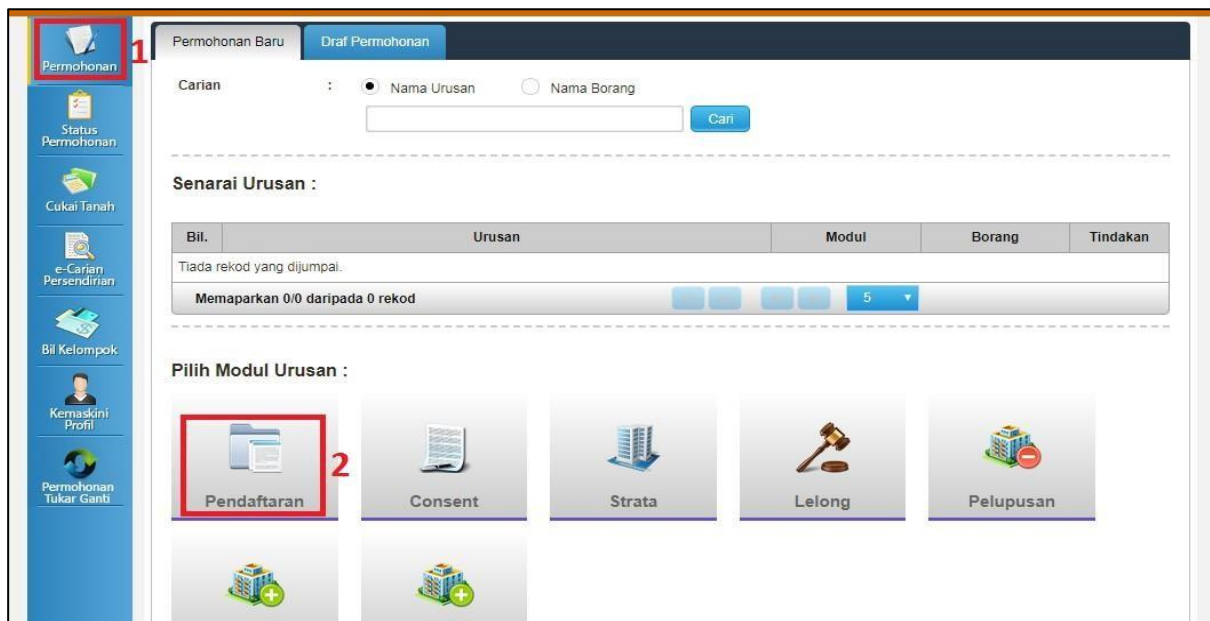 Permohonan
1
Status
Permohonan
Cukai Tanah
e-Carian
Persendirian
Bil Kelompok
Kemaskini
Profil
Permohonan
Tukar Ganti
Permohonan Baru Draf Permohonan
Carian : Nama Urusan Nama Borang
Cari
Senarai Urusan :
Bil. Urusan Modul Borang Tindakan
Tiada rekod yang dijumpai.
Memaparkan 0/0 daripada 0 rekod 5
Pilih Modul Urusan :
2
Pendaftaran Consent Strata Lelong Pelupusan